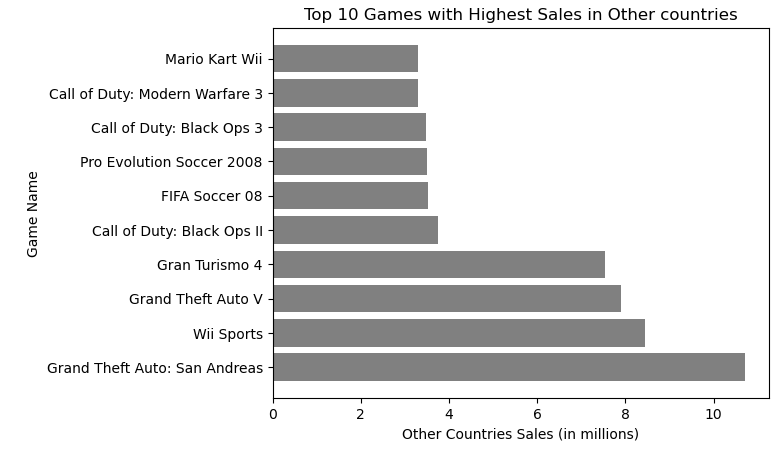 Top 10 Games with Highest Sales in Other countries
Game Name
Mario Kart Wii
Call of Duty: Modern Warfare 3
Call of Duty: Black Ops 3
Pro Evolution Soccer 2008
FIFA Soccer 08
Call of Duty: Black Ops II
Gran Turismo 4
Grand Theft Auto V
Wii Sports
Grand Theft Auto: San Andreas
0 2 4 6 8 10
Other Countries Sales (in millions)